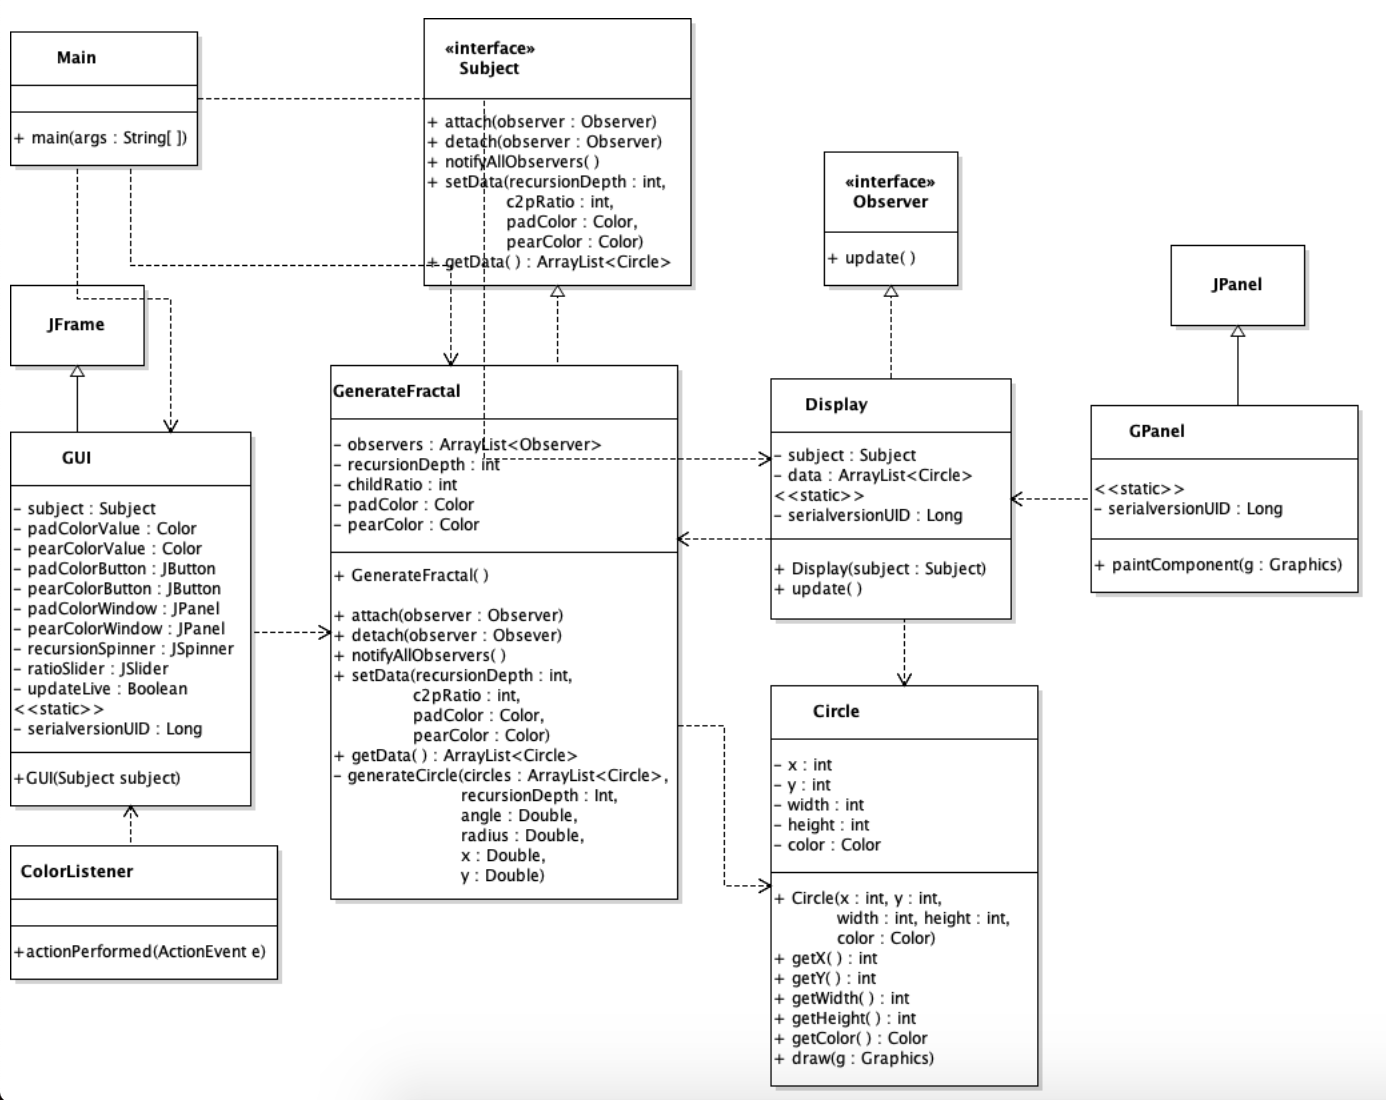 Main
+ main(args : String[ ])
«interface»
Subject
+ attach(observer : Observer)
+ detach(observer : Observer)
+ notifyAllObservers( )
+ setData(recursionDepth : int,
c2pRatio : int,
padColor : Color,
pearColor : Color)
+ getData( ) : ArrayList<Circle>
«interface»
Observer
+ update( )
JPanel
JFrame
GenerateFractal
- observers : ArrayList<Observer>
- recursionDepth : int
- childRatio : int
- padColor : Color
- pearColor : Color
+ GenerateFractal( )
+ attach(observer : Observer)
+ detach(observer : Obsever)
+ notifyAllObservers( )
+ setData(recursionDepth : int,
c2pRatio : int,
padColor : Color,
pearColor : Color)
+ getData( ) : ArrayList<Circle>
- generateCircle(circles : ArrayList<Circle>,
recursionDepth : Int,
angle : Double,
radius : Double,
x : Double,
y : Double)
Display
- subject : Subject
- data : ArrayList<Circle>
<<static>>
- serialversionUID : Long
+ Display(subject : Subject)
+ update( )
GPanel
<<static>>
- serialversionUID : Long
+ paintComponent(g : Graphics)
GUI
- subject : Subject
- padColorValue : Color
- pearColorValue : Color
- padColorButton : JButton
- pearColorButton : JButton
- padColorWindow : JPanel
- pearColorWindow : JPanel
- recursionSpinner : JSpinner
- ratioSlider : JSlider
- updateLive : Boolean
<<static>>
- serialversionUID : Long
+GUI(Subject subject)
ColorListener
+actionPerformed(ActionEvent e)
Circle
- x : int
- y : int
- width : int
- height : int
- color : Color
+ Circle(x : int, y : int,
width : int, height : int,
color : Color)
+ getX( ) : int
+ getY( ) : int
+ getWidth( ) : int
+ getHeight( ) : int
+ getColor( ) : Color
+ draw(g : Graphics)